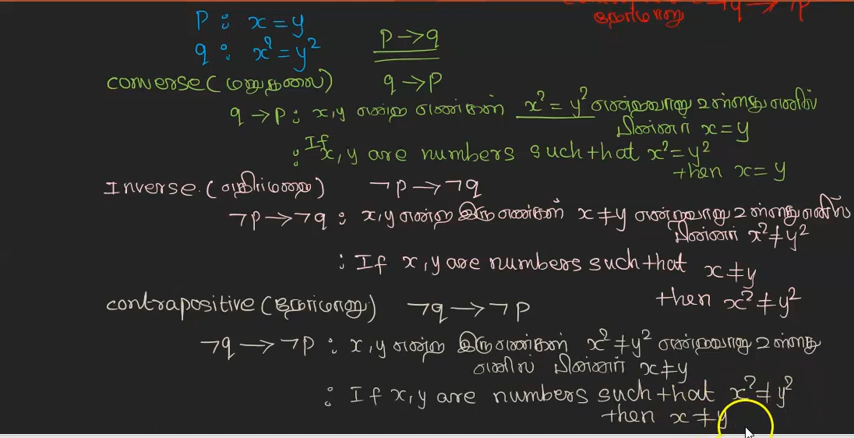 ¬q → ¬p
நேர்மாறு
P : x = y
q : x² = y²
P → q
q → P
converse (மறுதலை)
q → P : x, y என்ற எண்கள் x² = y² என்றவாறு உள்ளது எனில்
பின்னர் x = y
: If x, y are numbers such that x² = y²
then x = y
Inverse. (எதிர்மறை) ¬P → ¬q
¬P → ¬q : x, y என்ற இரு எண்கள் x ≠ y என்றவாறு உள்ளது எனில்
பின்னர் x² ≠ y²
: If x, y are numbers such that x ≠ y
then x² ≠ y²
contrapositive (நேர்மாறு) ¬q → ¬P
¬q → ¬P : x, y என்ற இரு எண்கள் x² ≠ y² என்றவாறு உள்ளது
எனில் பின்னர் x ≠ y
: If x, y are numbers such that x² ≠ y²
then x ≠ y